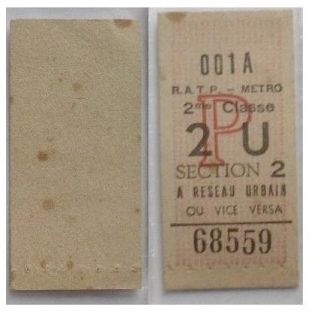 001A
R.A.T.P. – METRO
2me Classe
P
2 U
SECTION 2
A RESEAU URBAIN
OU VICE VERSA
68559